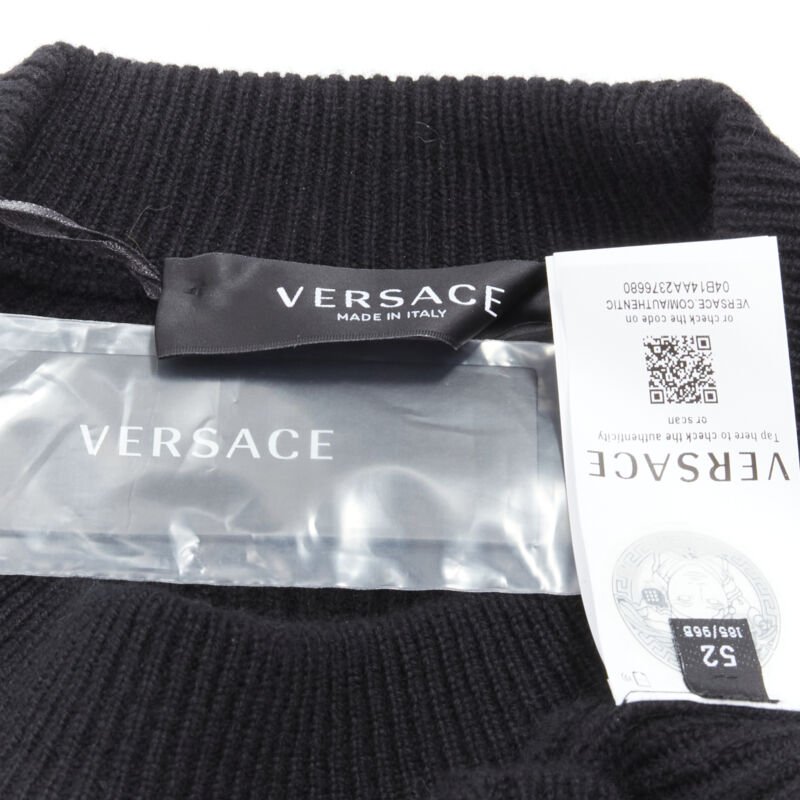 VERSACE
MADE IN ITALY
VERSACE
VERSACE
Tap here to check the authenticity
or scan
or check the code on
VERSACE.COM/AUTHENTIC
04B14AA2376680
52
185/96B